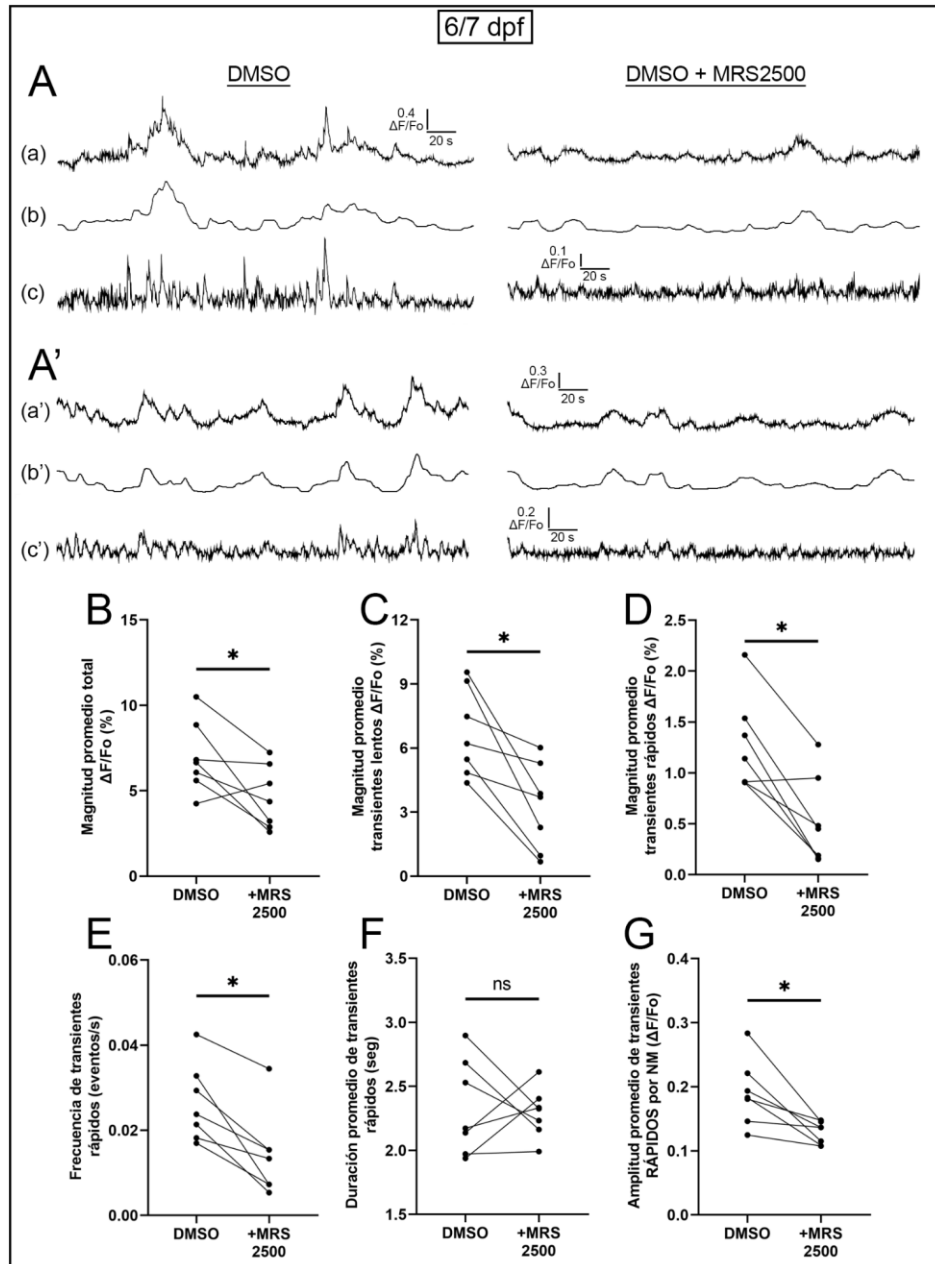 6/7 dpf
A
DMSO
DMSO + MRS2500
0.4
ΔF/Fo
20 s
(a)
(b)
0.1
ΔF/Fo
20 s
(c)
A'
0.3
ΔF/Fo
20 s
(a')
(b')
0.2
ΔF/Fo
20 s
(c')
B
Magnitud promedio total
ΔF/Fo (%)
15
10
5
0
*
DMSO
+MRS
2500
C
Magnitud promedio
transientes lentos ΔF/Fo (%)
12
9
6
3
0
*
DMSO
+MRS
2500
D
Magnitud promedio
transientes rápidos ΔF/Fo (%)
2.5
2.0
1.5
1.0
0.5
0.0
*
DMSO
+MRS
2500
E
Frecuencia de transientes
rápidos (eventos/s)
0.06
0.04
0.02
0.00
*
DMSO
+MRS
2500
F
Duración promedio de transientes
rápidos (seg)
3.5
3.0
2.5
2.0
1.5
ns
DMSO
+MRS
2500
G
Amplitud promedio de transientes
RÁPIDOS por NM (ΔF/Fo)
0.4
0.3
0.2
0.1
0.0
*
DMSO
+MRS
2500